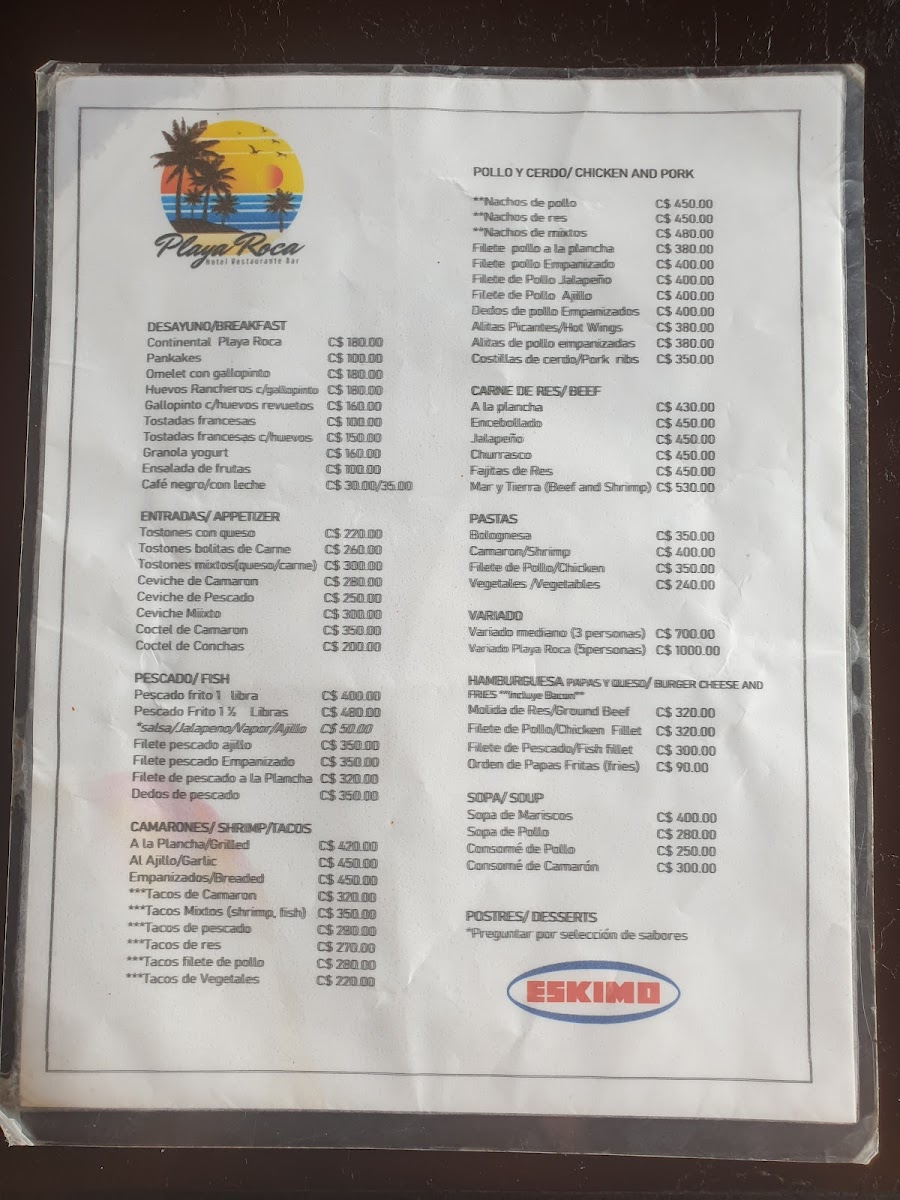 Playa Roca
Hotel Restaurante Bar
DESAYUNO/BREAKFAST
Continental Playa Roca C$ 180.00
Pankakes C$ 100.00
Omelet con gallopinto C$ 180.00
Huevos Rancheros c/gallopinto C$ 180.00
Gallopinto c/huevos revueltos C$ 160.00
Tostadas francesas C$ 100.00
Tostadas francesas c/huevos C$ 150.00
Granola yogurt C$ 160.00
Ensalada de frutas C$ 100.00
Café negro/con leche C$ 30.00/35.00
ENTRADAS/ APPETIZER
Tostones con queso C$ 220.00
Tostones bolitas de Carne C$ 260.00
Tostones mixtos(queso/carne) C$ 300.00
Ceviche de Camaron C$ 280.00
Ceviche de Pescado C$ 250.00
Ceviche Miixto C$ 300.00
Coctel de Camaron C$ 350.00
Coctel de Conchas C$ 200.00
PESCADO/ FISH
Pescado frito 1 libra C$ 400.00
Pescado Frito 1 ½ Libras C$ 480.00
*salsa/Jalapeno/Vapor/Ajillo C$ 50.00
Filete pescado ajillo C$ 350.00
Filete pescado Empanizado C$ 350.00
Filete de pescado a la Plancha C$ 320.00
Dedos de pescado C$ 350.00
CAMARONES/ SHRIMP/TACOS
A la Plancha/Grilled C$ 420.00
Al Ajillo/Garlic C$ 450.00
Empanizados/Breaded C$ 450.00
***Tacos de Camaron C$ 320.00
***Tacos Mixtos (shrimp, fish) C$ 350.00
***Tacos de pescado C$ 280.00
***Tacos de res C$ 270.00
***Tacos filete de pollo C$ 280.00
***Tacos de Vegetales C$ 220.00
POLLO Y CERDO/ CHICKEN AND PORK
**Nachos de pollo C$ 450.00
**Nachos de res C$ 450.00
**Nachos de mixtos C$ 480.00
Filete pollo a la plancha C$ 380.00
Filete pollo Empanizado C$ 400.00
Filete de Pollo Jalapeño C$ 400.00
Filete de Pollo Ajillo C$ 400.00
Dedos de pollo Empanizados C$ 400.00
Alitas Picantes/Hot Wings C$ 380.00
Alitas de pollo empanizadas C$ 380.00
Costillas de cerdo/Pork ribs C$ 350.00
CARNE DE RES/ BEEF
A la plancha C$ 430.00
Encebollado C$ 450.00
Jalapeño C$ 450.00
Churrasco C$ 450.00
Fajitas de Res C$ 450.00
Mar y Tierra (Beef and Shrimp) C$ 530.00
PASTAS
Bolognesa C$ 350.00
Camaron/Shrimp C$ 400.00
Filete de Pollo/Chicken C$ 350.00
Vegetales /Vegetables C$ 240.00
VARIADO
Variado mediano (3 personas) C$ 700.00
Variado Playa Roca (5personas) C$ 1000.00
HAMBURGUESA PAPAS Y QUESO/ BURGER CHEESE AND
FRIES **Incluye Bacon**
Molida de Res/Ground Beef C$ 320.00
Filete de Pollo/Chicken Fillet C$ 320.00
Filete de Pescado/Fish fillet C$ 300.00
Orden de Papas Fritas (fries) C$ 90.00
SOPA/ SOUP
Sopa de Mariscos C$ 400.00
Sopa de Pollo C$ 280.00
Consomé de Pollo C$ 250.00
Consomé de Camarón C$ 300.00
POSTRES/ DESSERTS
*Preguntar por selección de sabores
ESKIMO